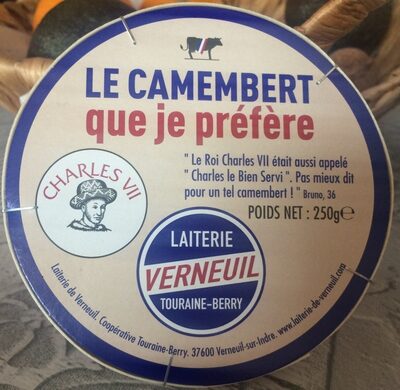 LE CAMEMBERT
que je préfère
" Le Roi Charles VII était aussi appelé
" Charles le Bien Servi ". Pas mieux dit
pour un tel camembert ! " Bruno, 36
POIDS NET : 250g℮
CHARLES VII
LAITERIE
VERNEUIL
TOURAINE-BERRY
Laiterie de Verneuil. Coopérative Touraine-Berry. 37600 Verneuil-sur-Indre. www.laiterie-de-verneuil.com